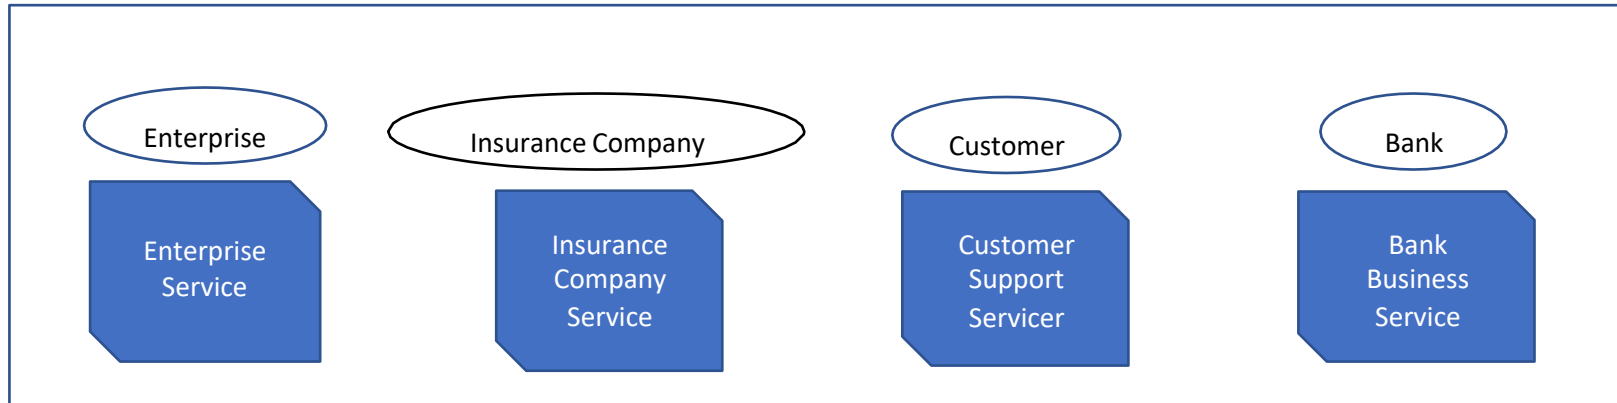 Enterprise
Insurance Company
Customer
Bank
Enterprise
Service
Insurance
Company
Service
Customer
Support
Servicer
Bank
Business
Service